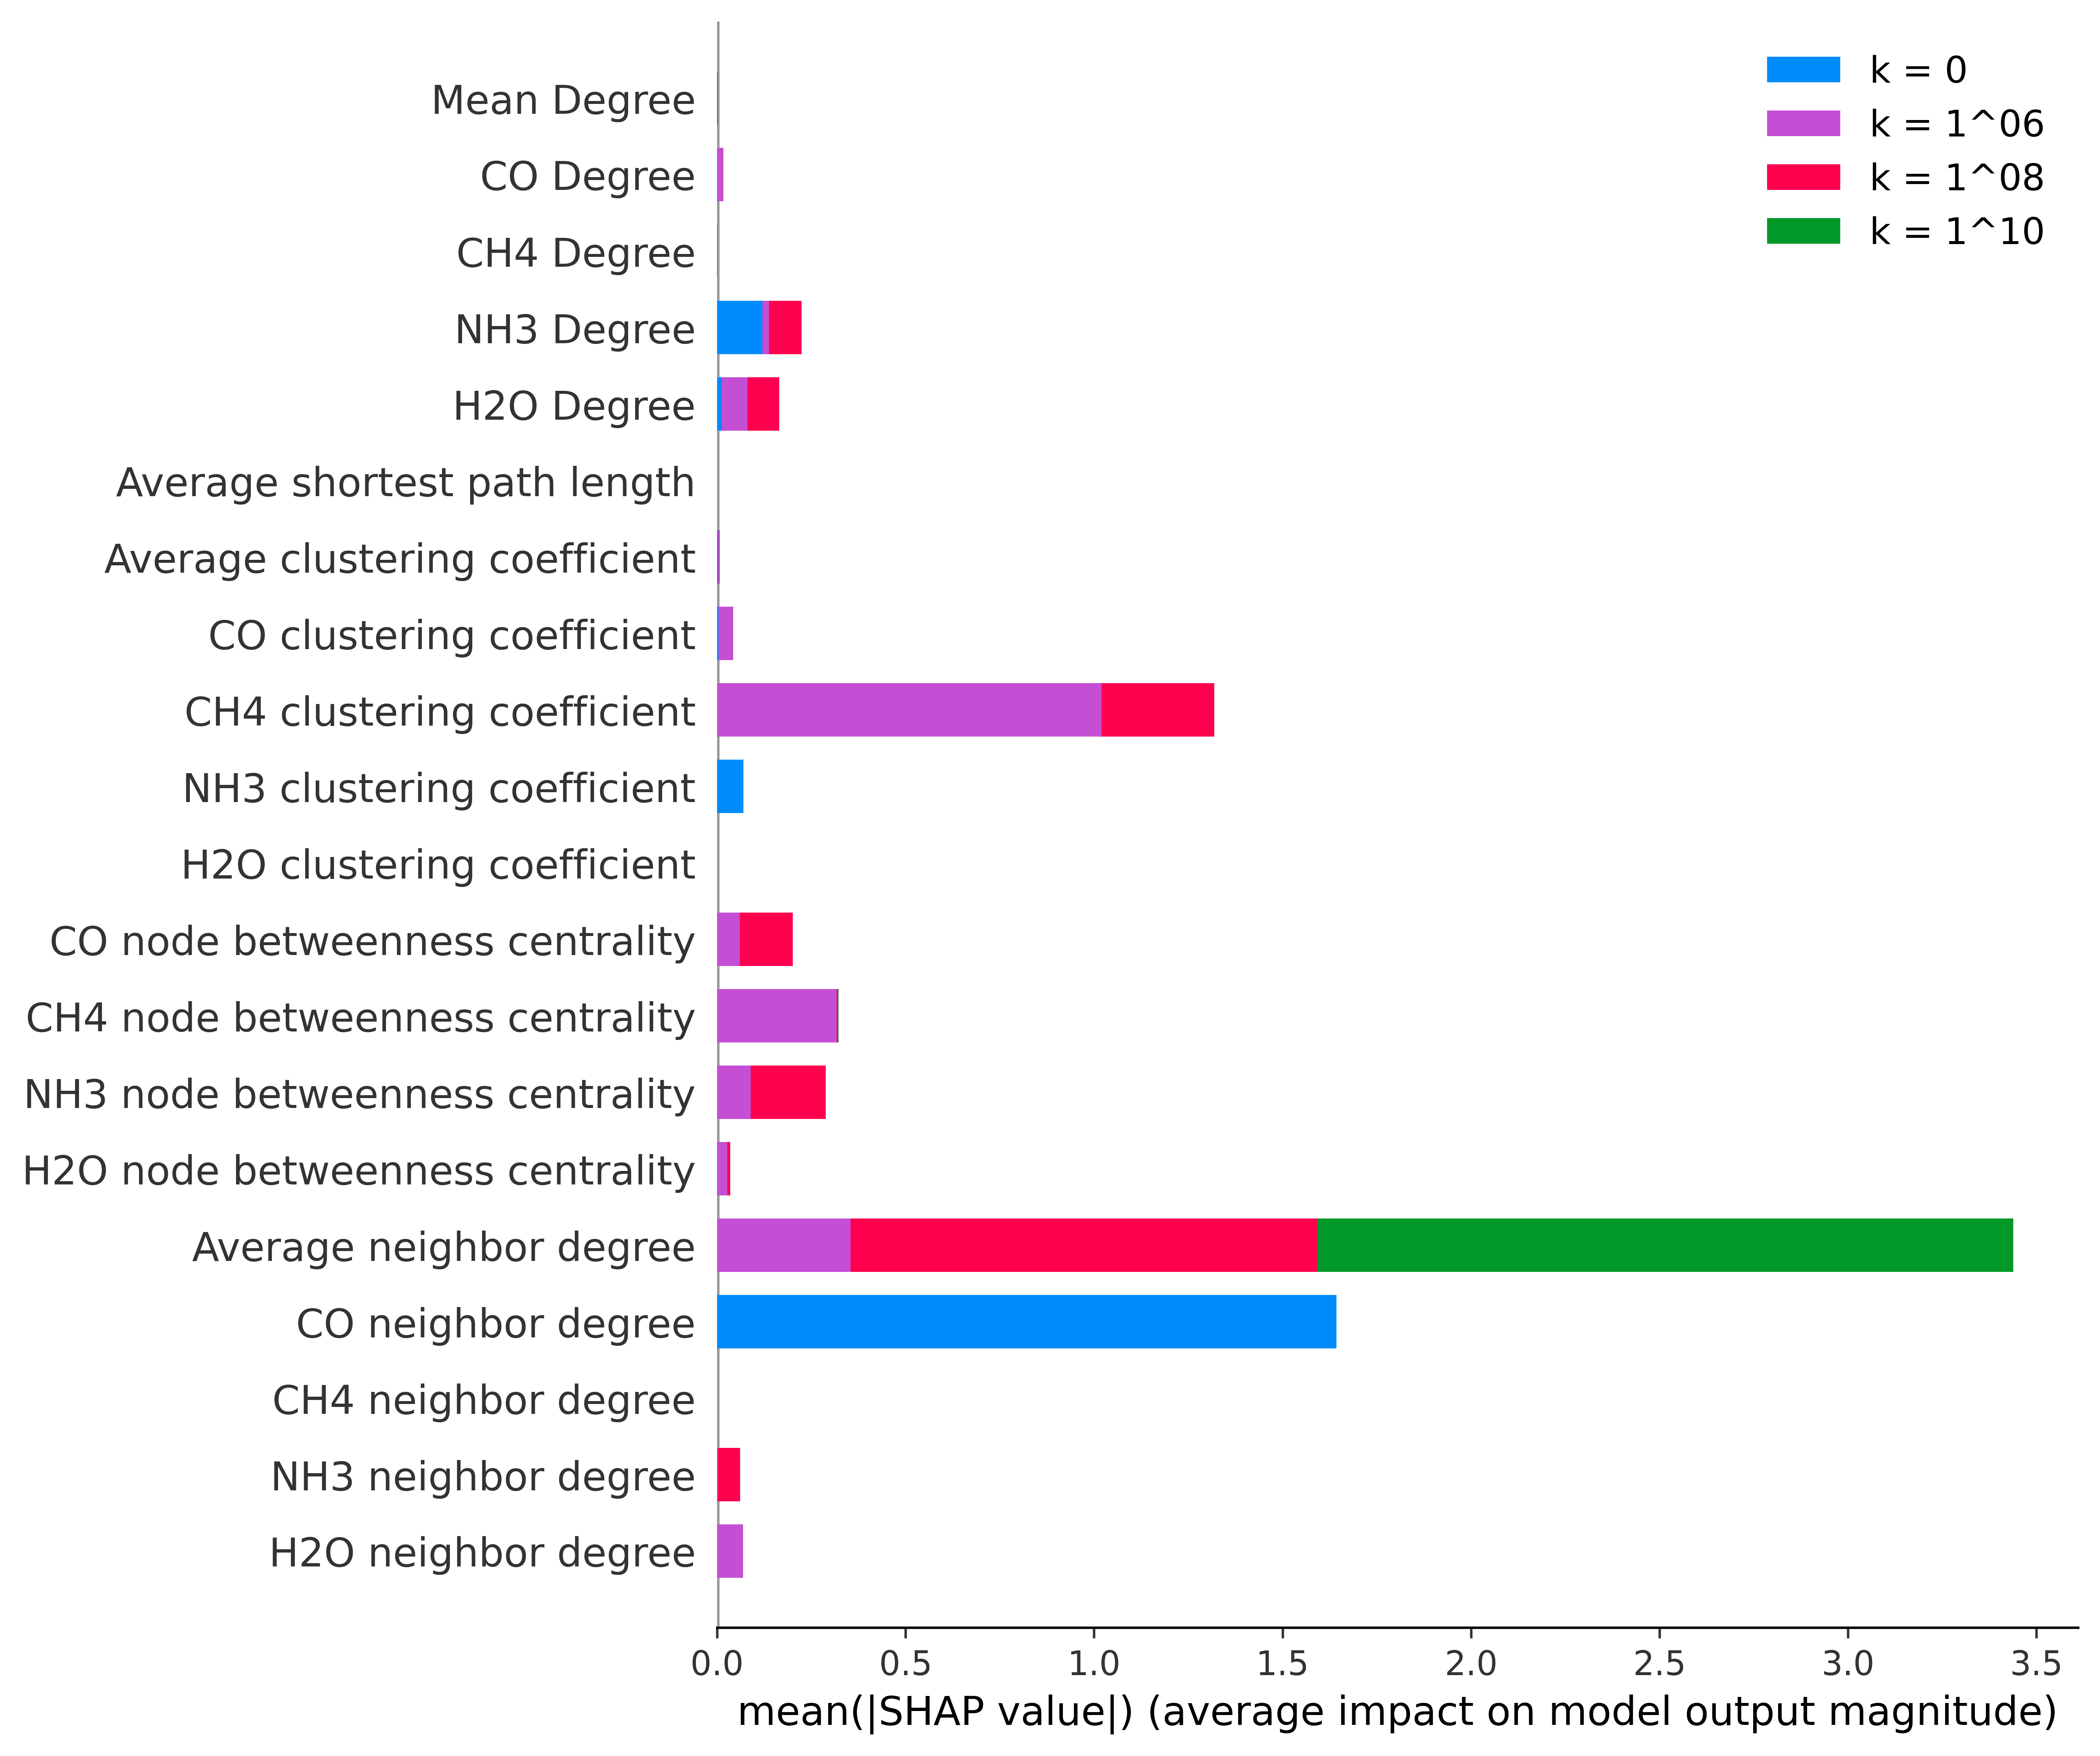 k = 0
k = 1^06
k = 1^08
k = 1^10
Mean Degree
CO Degree
CH4 Degree
NH3 Degree
H2O Degree
Average shortest path length
Average clustering coefficient
CO clustering coefficient
CH4 clustering coefficient
NH3 clustering coefficient
H2O clustering coefficient
CO node betweenness centrality
CH4 node betweenness centrality
NH3 node betweenness centrality
H2O node betweenness centrality
Average neighbor degree
CO neighbor degree
CH4 neighbor degree
NH3 neighbor degree
H2O neighbor degree
0.0 0.5 1.0 1.5 2.0 2.5 3.0 3.5
mean(|SHAP value|) (average impact on model output magnitude)